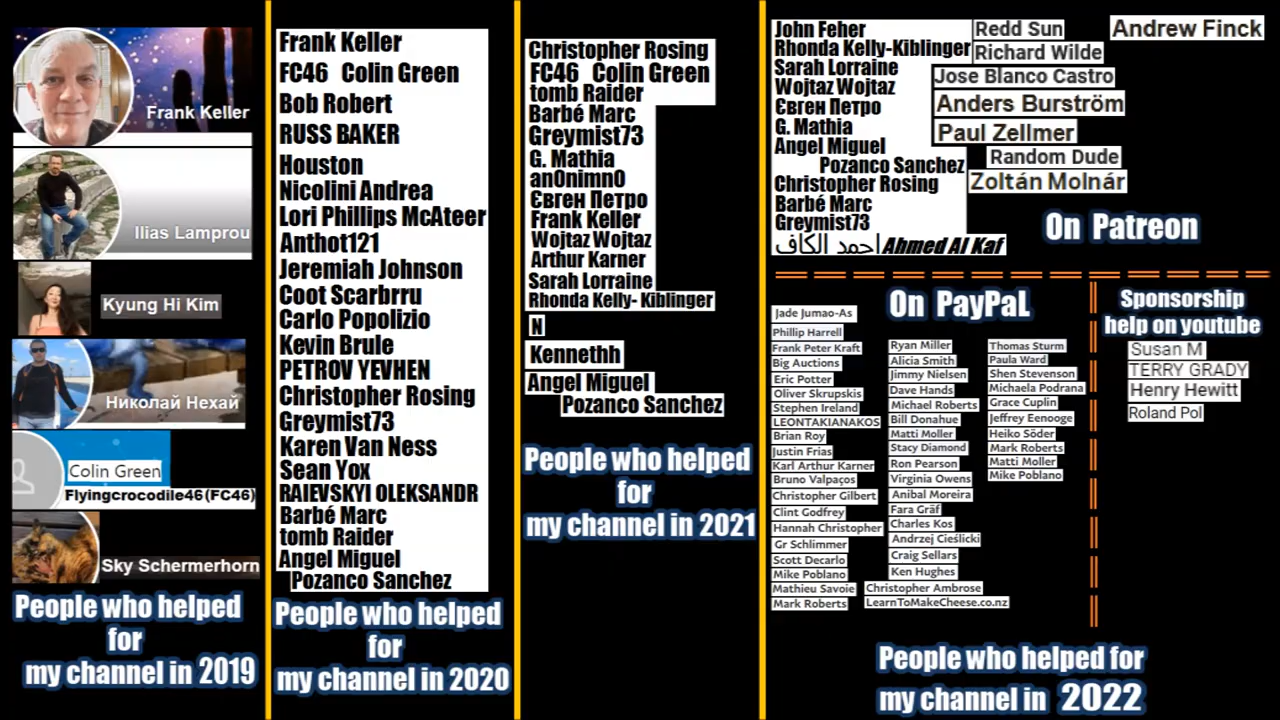 Frank Keller
Ilias Lamprou
Kyung Hi Kim
Николай Нехай
Colin Green
Flyingcrocodile46(FC46)
Sky Schermerhorn
People who helped
for
my channel in 2019
Frank Keller
FC46 Colin Green
Bob Robert
RUSS BAKER
Houston
Nicolini Andrea
Lori Phillips McAteer
Anthot121
Jeremiah Johnson
Coot Scarbrru
Carlo Popolizio
Kevin Brule
PETROV YEVHEN
Christopher Rosing
Greymist73
Karen Van Ness
Sean Yox
RAIEVSKYI OLEKSANDR
Barbé Marc
tomb Raider
Angel Miguel
Pozanco Sanchez
People who helped
for
my channel in 2020
Christopher Rosing
FC46 Colin Green
tomb Raider
Barbé Marc
Greymist73
G. Mathia
an0nimn0
Євген Петро
Frank Keller
Wojtaz Wojtaz
Arthur Karner
Sarah Lorraine
Rhonda Kelly- Kiblinger
N
Kennethh
Angel Miguel
Pozanco Sanchez
People who helped
for
my channel in 2021
John Feher
Rhonda Kelly-Kiblinger
Sarah Lorraine
Wojtaz Wojtaz
Євген Петро
G. Mathia
Angel Miguel
Pozanco Sanchez
Christopher Rosing
Barbé Marc
Greymist73
احمد الكاف Ahmed Al Kaf
Redd Sun
Richard Wilde
Jose Blanco Castro
Anders Burström
Paul Zellmer
Random Dude
Zoltán Molnár
Andrew Finck
On Patreon
On PayPaL
Jade Jumao-As
Phillip Harrell
Frank Peter Kraft
Big Auctions
Eric Potter
Oliver Skrupskis
Stephen Ireland
LEONTAKIANAKOS
Brian Roy
Justin Frias
Karl Arthur Karner
Bruno Valpaços
Christopher Gilbert
Clint Godfrey
Hannah Christopher
Gr Schlimmer
Scott Decarlo
Mike Poblano
Mathieu Savoie
Mark Roberts
Ryan Miller
Alicia Smith
Jimmy Nielsen
Dave Hands
Michael Roberts
Bill Donahue
Matti Moller
Stacy Diamond
Ron Pearson
Virginia Owens
Anibal Moreira
Fara Gräf
Charles Kos
Andrzej Cieślicki
Craig Sellars
Ken Hughes
Christopher Ambrose
LearnToMakeCheese.co.nz
Thomas Sturm
Paula Ward
Shen Stevenson
Michaela Podrana
Grace Cuplin
Jeffrey Eenooge
Heiko Söder
Mark Roberts
Matti Moller
Mike Poblano
Sponsorship
help on youtube
Susan M
TERRY GRADY
Henry Hewitt
Roland Pol
People who helped for
my channel in 2022